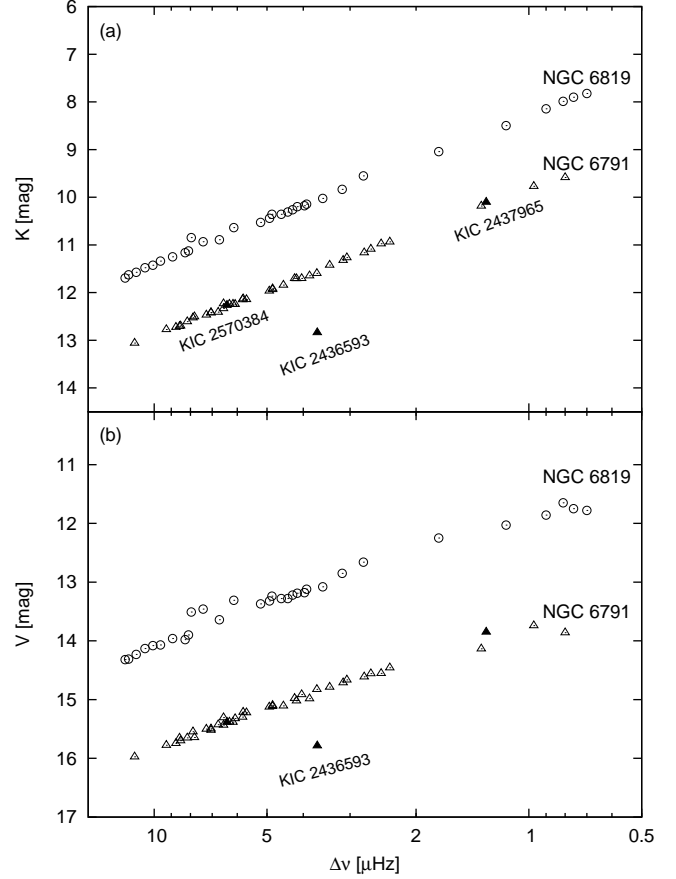 6
(a)
7
NGC 6819
8
9
NGC 6791
10
K [mag]
KIC 2437965
11
12
KIC 2570384
13
KIC 2436593
14
(b)
11
NGC 6819
12
13
NGC 6791
14
V [mag]
15
16
KIC 2436593
17
10 5 2 1 0.5
Δν [μHz]